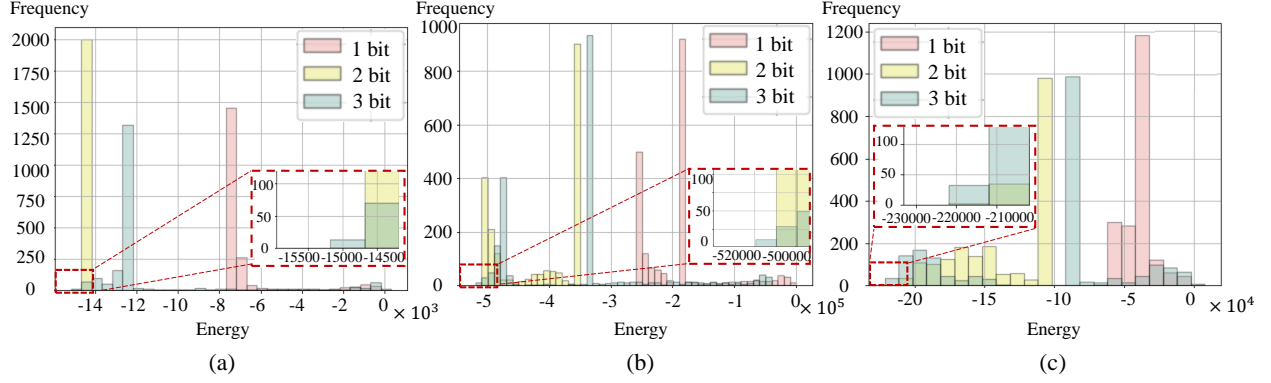 Frequency
2000
1750
1500
1250
1000
750
500
250
0
1 bit
2 bit
3 bit
100
50
0
-15500 -15000 -14500
-14 -10 -6 -2
× 10³
Energy
(a)
Frequency
1000
800
600
400
200
0
1 bit
2 bit
3 bit
100
50
0
-520000 -500000
-5 -4 -3 -2 -1 0
× 10⁵
Energy
(b)
Frequency
1200
1000
800
600
400
200
0
1 bit
2 bit
3 bit
100
50
0
-230000 -220000 -210000
-20 -15 -10 -5 0
× 10⁴
Energy
(c)